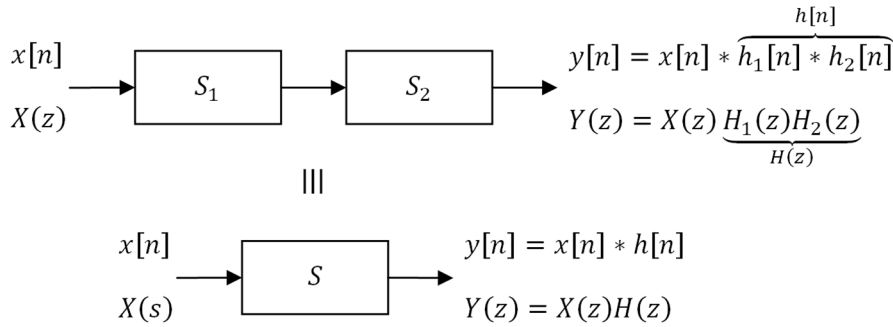 h[n]
x[n]
S₁
S₂
y[n] = x[n] ∗ h₁[n] ∗ h₂[n]
X(z)
Y(z) = X(z) H₁(z)H₂(z)
H(z)
x[n]
S
y[n] = x[n] ∗ h[n]
X(s)
Y(z) = X(z)H(z)